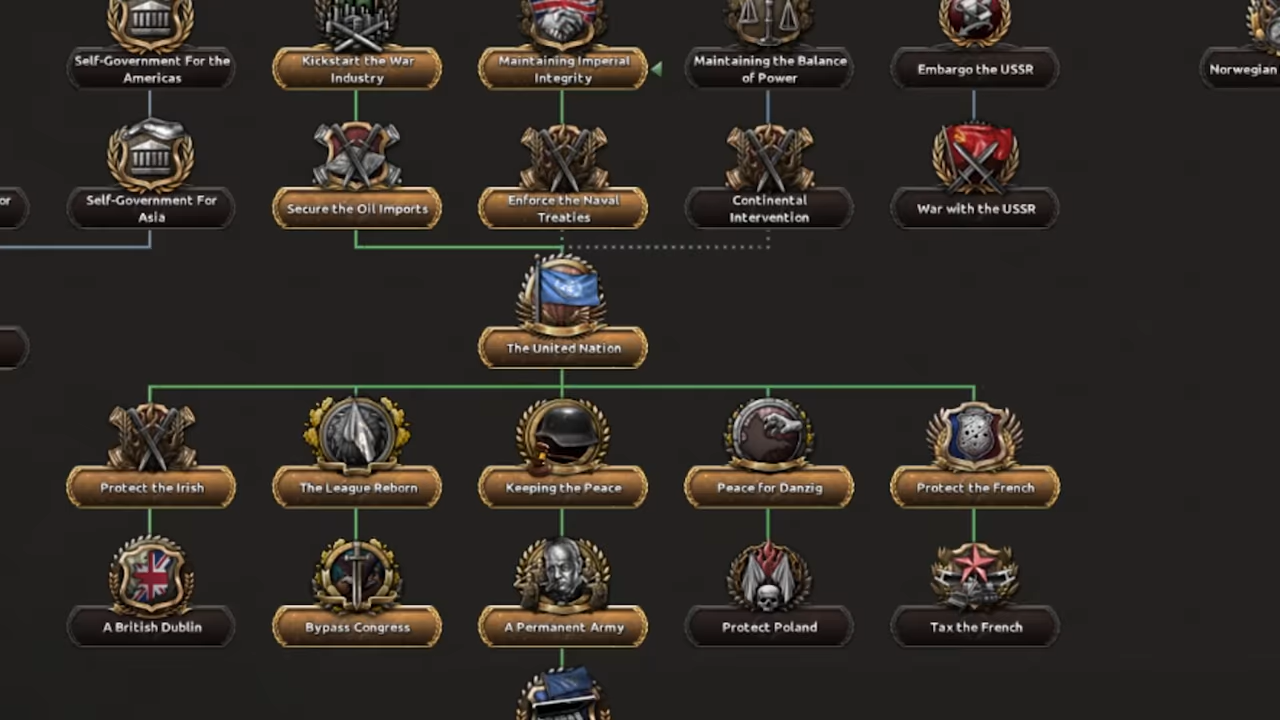 Self-Government For the
Americas
Kickstart the War
Industry
Maintaining Imperial
Integrity
Maintaining the Balance
of Power
Embargo the USSR
Norwegian
or
Self-Government For
Asia
Secure the Oil Imports
Enforce the Naval
Treaties
Continental
Intervention
War with the USSR
The United Nation
Protect the Irish
The League Reborn
Keeping the Peace
Peace for Danzig
Protect the French
A British Dublin
Bypass Congress
A Permanent Army
Protect Poland
Tax the French